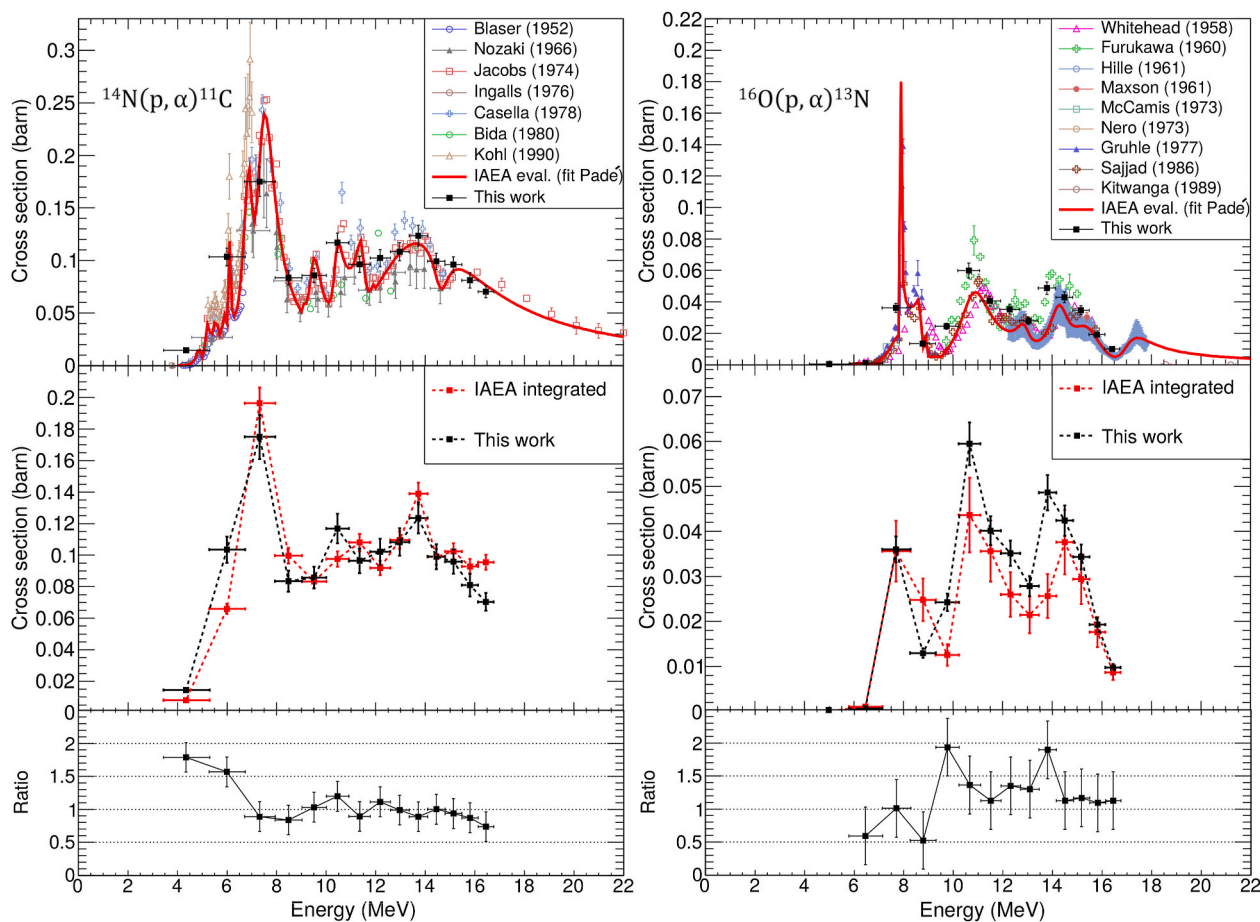 Cross section (barn)
0.3
0.25
0.2
0.15
0.1
0.05
0
¹⁴N(p, α)¹¹C
Blaser (1952)
Nozaki (1966)
Jacobs (1974)
Ingalls (1976)
Casella (1978)
Bida (1980)
Kohl (1990)
IAEA eval. (fit Padé)
This work
Cross section (barn)
0.2
0.18
0.16
0.14
0.12
0.1
0.08
0.06
0.04
0.02
0
IAEA integrated
This work
Ratio
2
1.5
1
0.5
0
0 2 4 6 8 10 12 14 16 18 20 22
Energy (MeV)
Cross section (barn)
0.22
0.2
0.18
0.16
0.14
0.12
0.1
0.08
0.06
0.04
0.02
0
¹⁶O(p, α)¹³N
Whitehead (1958)
Furukawa (1960)
Hille (1961)
Maxson (1961)
McCamis (1973)
Nero (1973)
Gruhle (1977)
Sajjad (1986)
Kitwanga (1989)
IAEA eval. (fit Padé)
This work
22
Cross section (barn)
0.07
0.06
0.05
0.04
0.03
0.02
0.01
0
IAEA integrated
This work
Ratio
2
1.5
1
0.5
0
0 2 4 6 8 10 12 14 16 18 20 22
Energy (MeV)